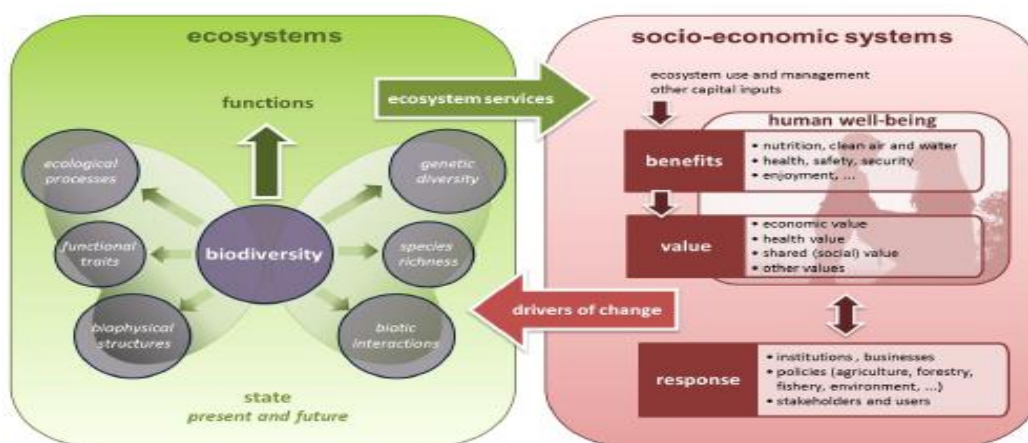 ecosystems
functions
ecological
processes
genetic
diversity
functional
traits
biodiversity
species
richness
biophysical
structures
biotic
interactions
state
present and future
ecosystem services
drivers of change
socio-economic systems
ecosystem use and management
other capital inputs
human well-being
benefits
• nutrition, clean air and water
• health, safety, security
• enjoyment, ...
value
• economic value
• health value
• shared (social) value
• other values
response
• institutions , businesses
• policies (agriculture, forestry,
fishery, environment, ...)
• stakeholders and users